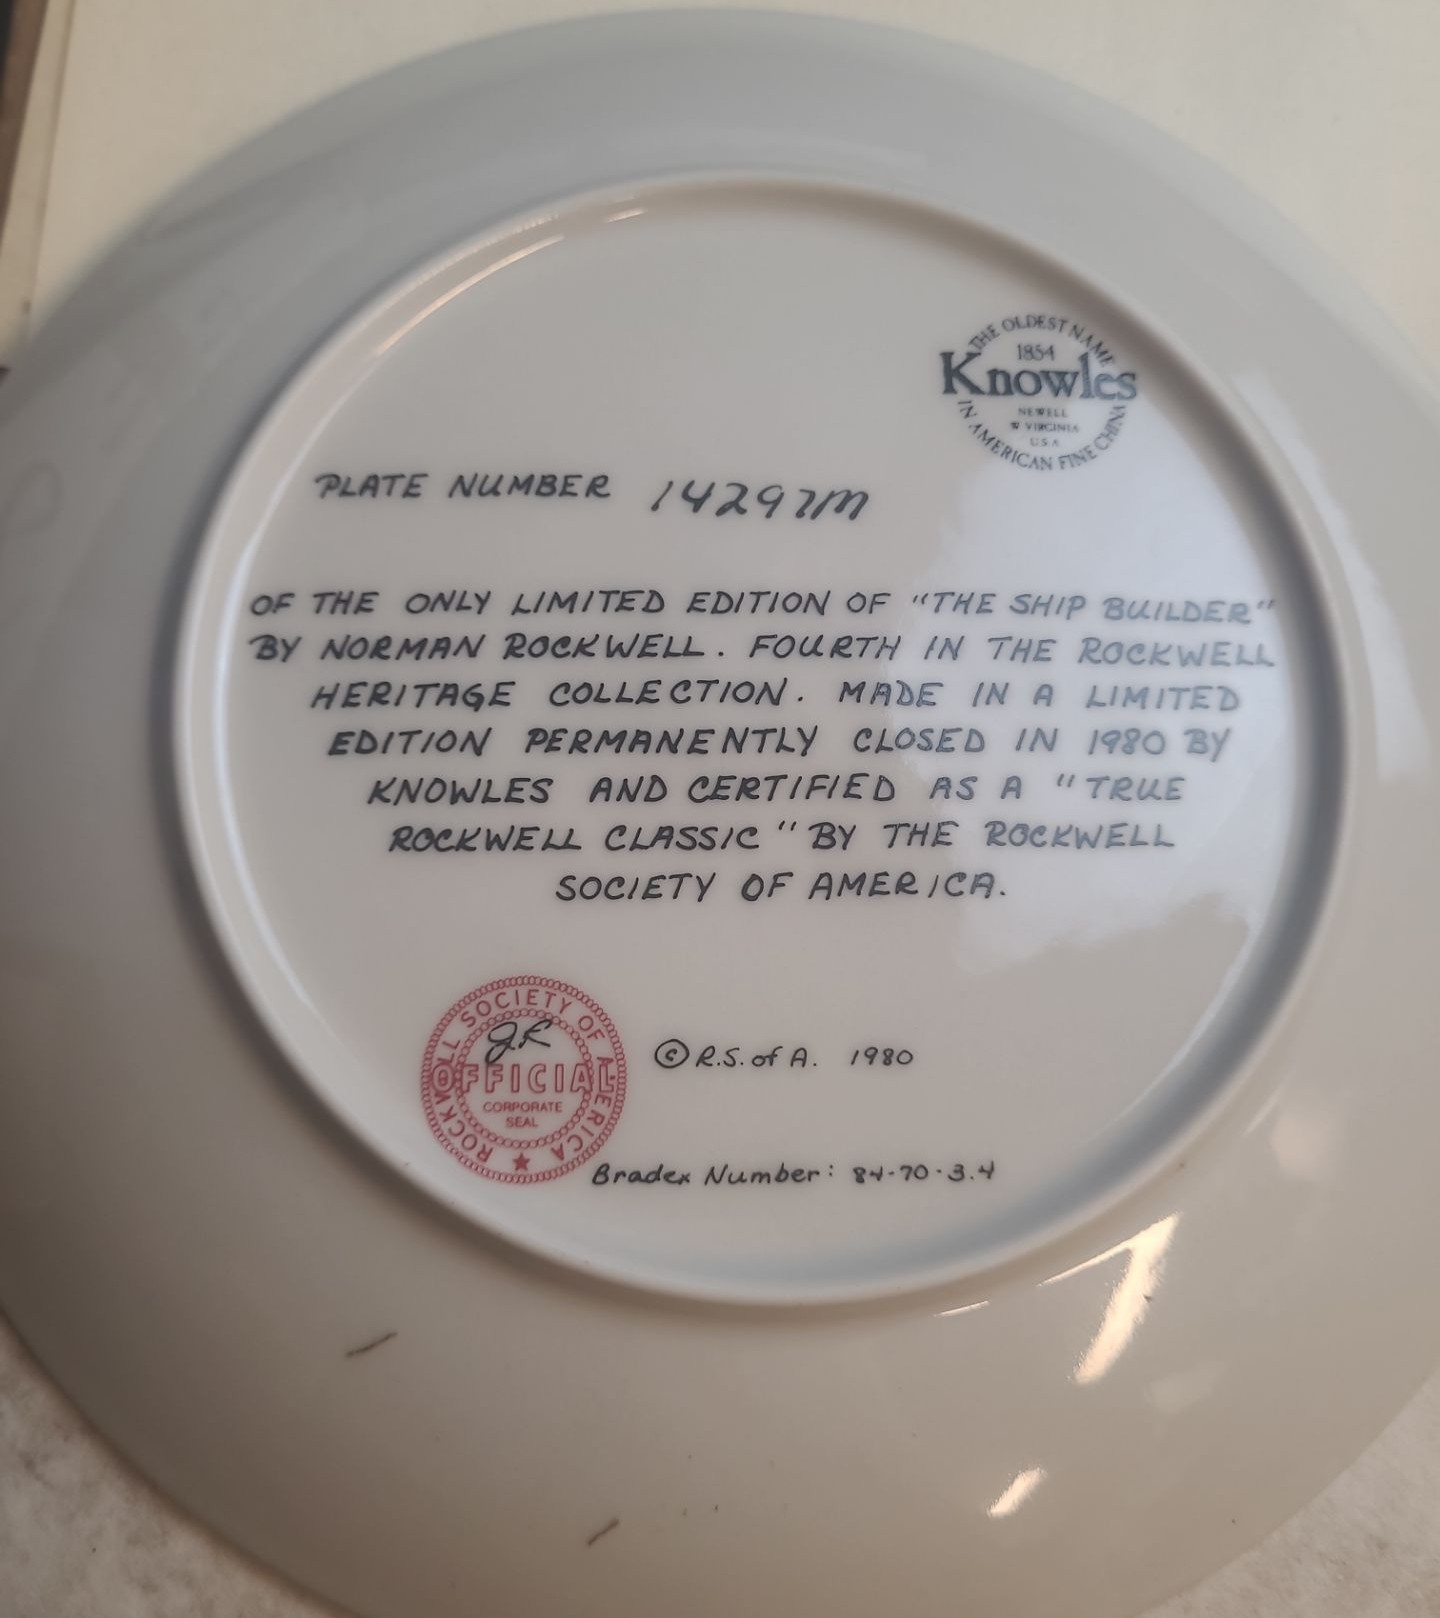 THE OLDEST NAME
1854
Knowles
NEWELL
W VIRGINIA
U.S.A.
IN AMERICAN FINE CHINA
PLATE NUMBER 14297M
OF THE ONLY LIMITED EDITION OF "THE SHIP BUILDER"
BY NORMAN ROCKWELL. FOURTH IN THE ROCKWELL
HERITAGE COLLECTION. MADE IN A LIMITED
EDITION PERMANENTLY CLOSED IN 1980 BY
KNOWLES AND CERTIFIED AS A "TRUE
ROCKWELL CLASSIC" BY THE ROCKWELL
SOCIETY OF AMERICA.
ROCKWELL SOCIETY OF AMERICA
JK
OFFICIAL
CORPORATE
SEAL
© R.S. of A. 1980
Bradex Number: 84-70-3.4